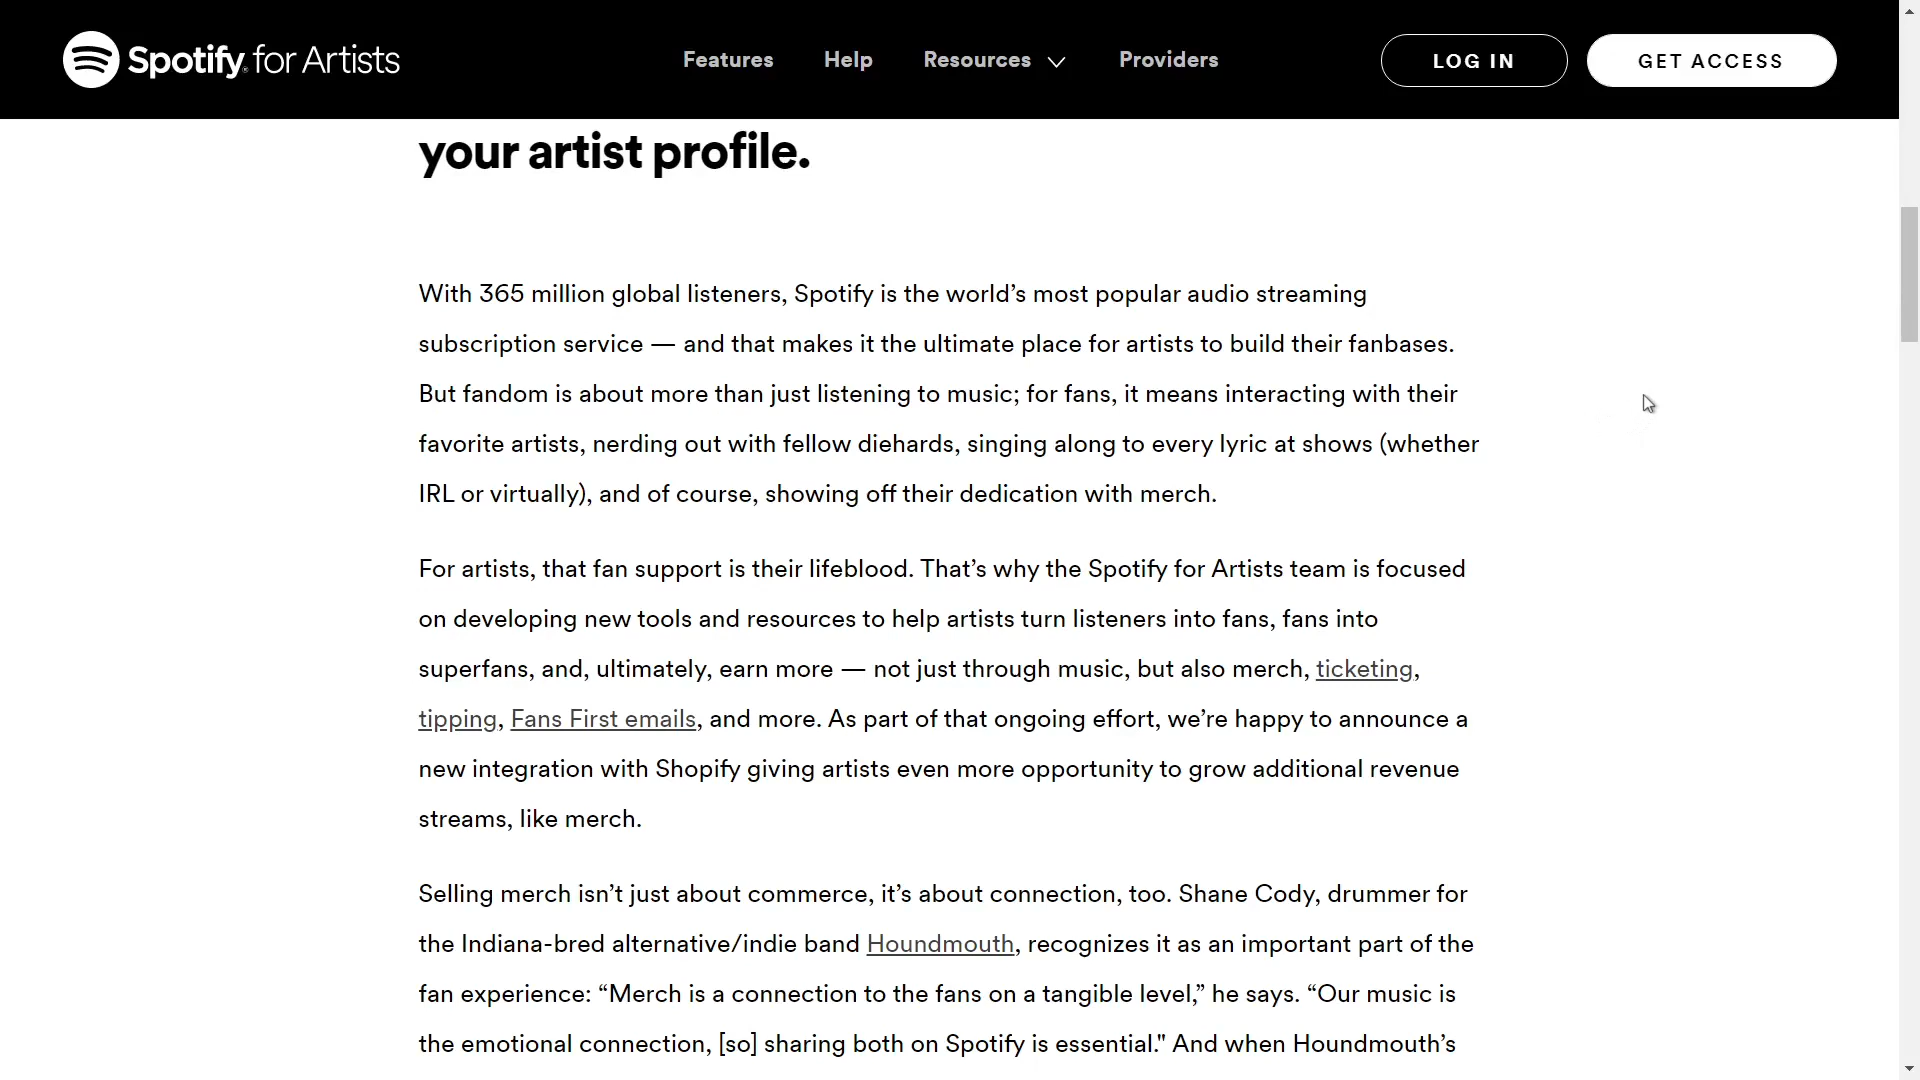 Spotify for Artists
Features Help Resources Providers LOG IN GET ACCESS
your artist profile.
With 365 million global listeners, Spotify is the world’s most popular audio streaming
subscription service — and that makes it the ultimate place for artists to build their fanbases.
But fandom is about more than just listening to music; for fans, it means interacting with their
favorite artists, nerding out with fellow diehards, singing along to every lyric at shows (whether
IRL or virtually), and of course, showing off their dedication with merch.
For artists, that fan support is their lifeblood. That’s why the Spotify for Artists team is focused
on developing new tools and resources to help artists turn listeners into fans, fans into
superfans, and, ultimately, earn more — not just through music, but also merch, ticketing,
tipping, Fans First emails, and more. As part of that ongoing effort, we’re happy to announce a
new integration with Shopify giving artists even more opportunity to grow additional revenue
streams, like merch.
Selling merch isn’t just about commerce, it’s about connection, too. Shane Cody, drummer for
the Indiana-bred alternative/indie band Houndmouth, recognizes it as an important part of the
fan experience: “Merch is a connection to the fans on a tangible level,” he says. “Our music is
the emotional connection, [so] sharing both on Spotify is essential." And when Houndmouth’s